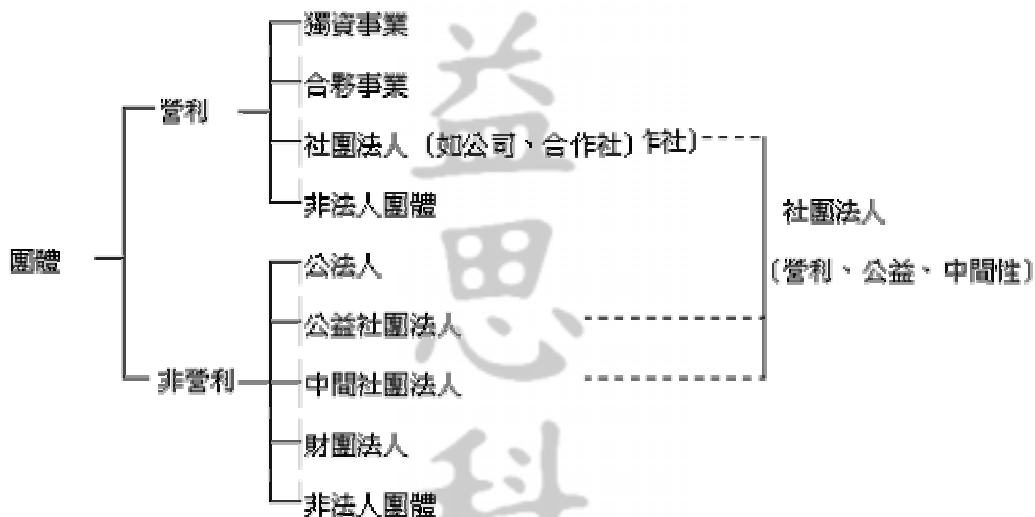 獨資事業
合夥事業
營利
社團法人（如公司、合作社）作社）
非法人團體
社團法人
團體
公法人
（營利、公益、中間性）
公益社團法人
非營利
中間社團法人
財團法人
非法人團體
益思科